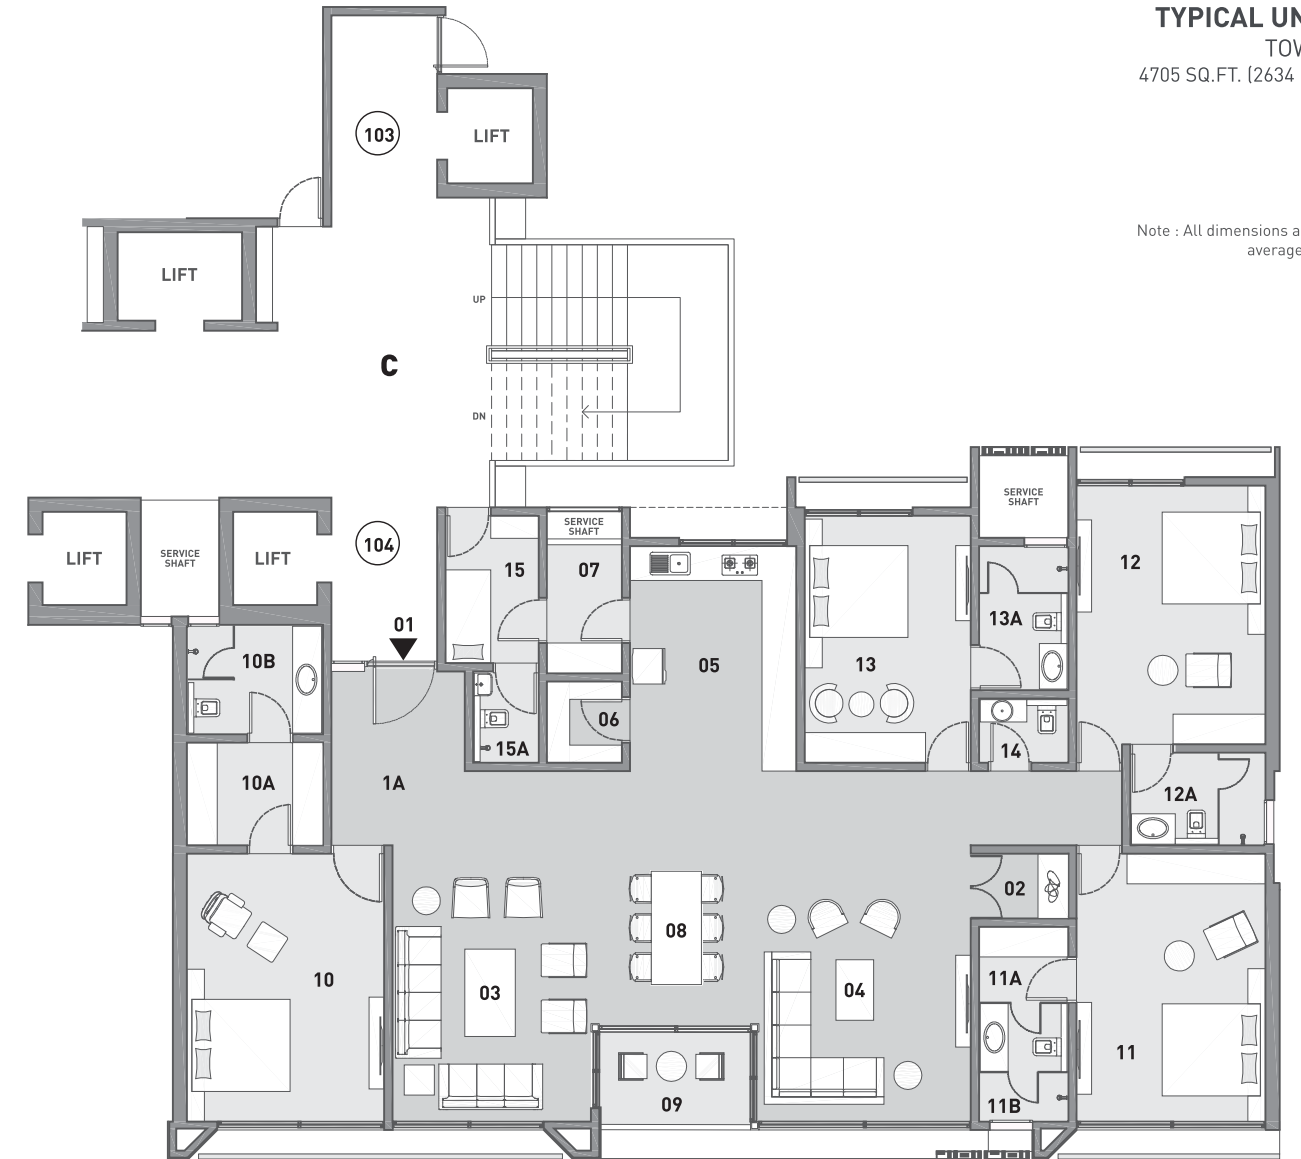 TYPICAL UN
TOW
4705 SQ.FT. (2634
Note : All dimensions a
average
103
LIFT
LIFT
UP
C
DN
LIFT
SERVICE
SHAFT
LIFT
104
01
SERVICE
SHAFT
SERVICE
SHAFT
15
07
12
13A
10B
05
13
06
15A
14
10A
1A
12A
02
08
10
03
04
11A
11
09
11B